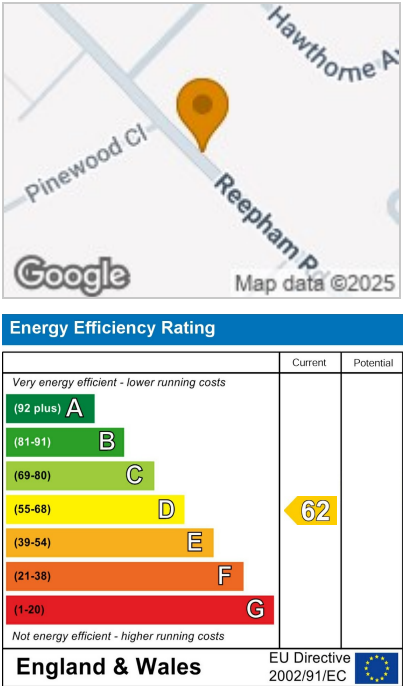 Hawthorne Av
Pinewood Cl
Reepham Rd
Google
Map data ©2025
Energy Efficiency Rating
Current Potential
Very energy efficient - lower running costs
(92 plus) A
(81-91) B
(69-80) C
(55-68) D
62
(39-54) E
(21-38) F
(1-20) G
Not energy efficient - higher running costs
England & Wales
EU Directive
2002/91/EC